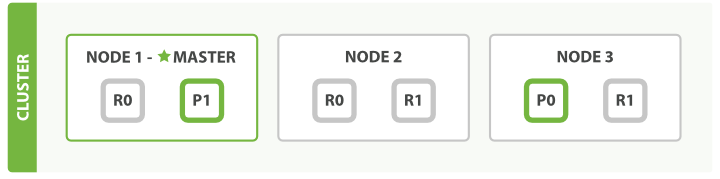 CLUSTER
NODE 1 - ★ MASTER
R0
P1
NODE 2
R0
R1
NODE 3
P0
R1